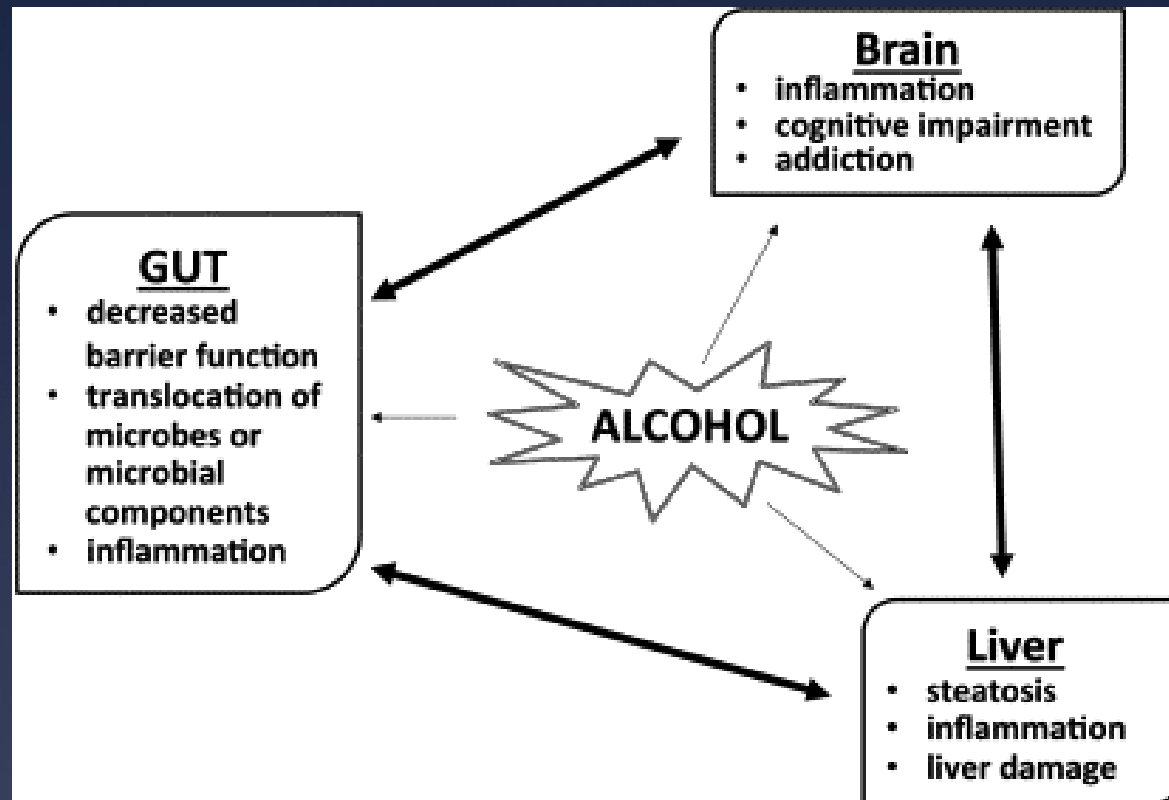 Brain
• inflammation
• cognitive impairment
• addiction
GUT
• decreased
barrier function
• translocation of
microbes or
microbial
components
• inflammation
ALCOHOL
Liver
• steatosis
• inflammation
• liver damage